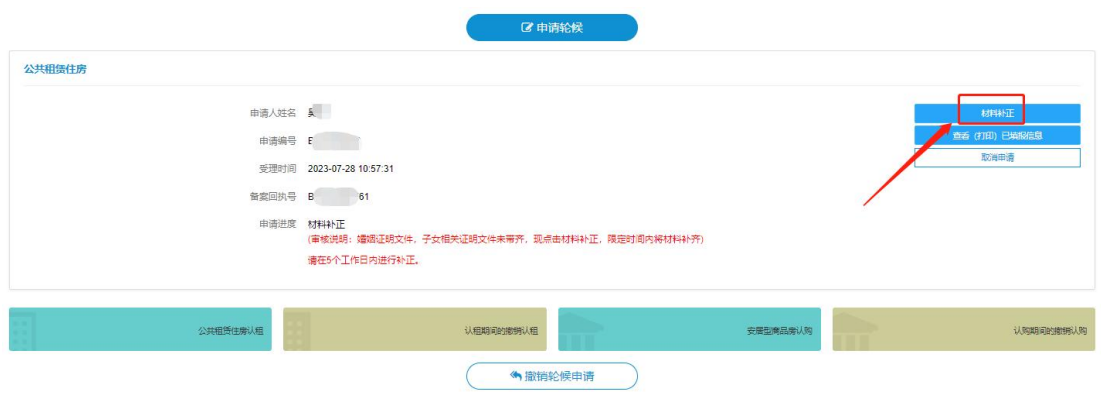 申请轮候
公共租赁住房
申请人姓名 吴
申请编号 E
受理时间 2023-07-28 10:57:31
备案回执号 B 61
申请进度 材料补正
(审核说明：婚姻证明文件，子女相关证明文件未带齐，现点击材料补正，限定时间内将材料补齐)
请在5个工作日内进行补正。
材料补正
查看（打印）已填报信息
取消申请
公共租赁住房认租
认租期间的撤销认租
安居型商品房认购
认购期间的撤销认购
撤销轮候申请